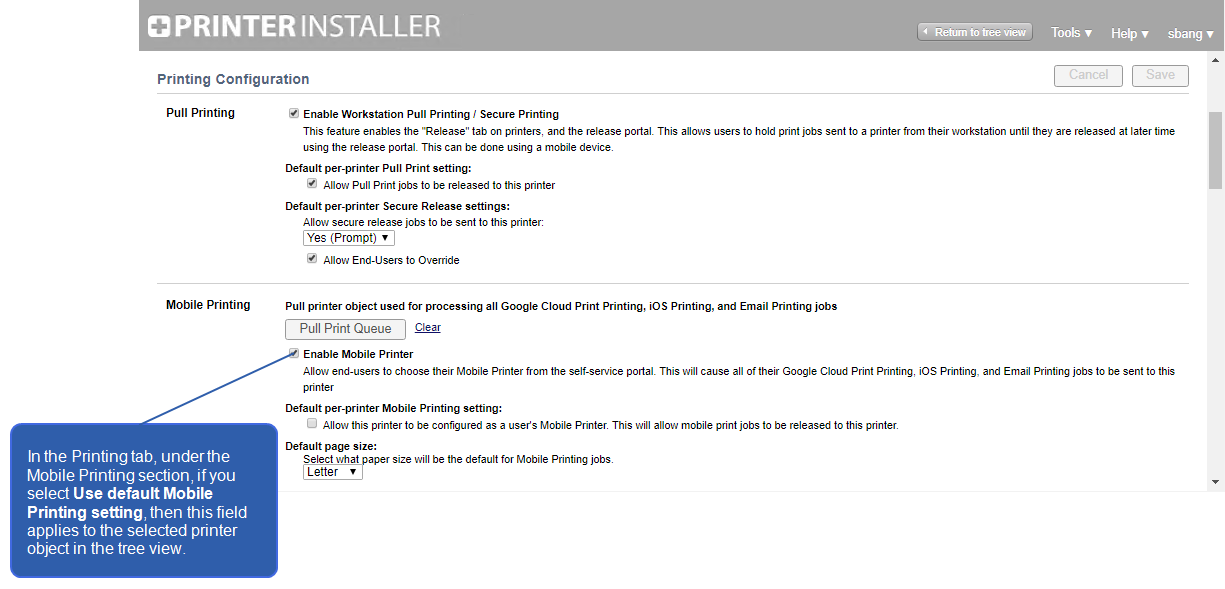 PRINTERINSTALLER
Return to tree view Tools ▾ Help ▾ sbang ▾
Printing Configuration
Cancel Save
Pull Printing
Enable Workstation Pull Printing / Secure Printing
This feature enables the "Release" tab on printers, and the release portal. This allows users to hold print jobs sent to a printer from their workstation until they are released at later time
using the release portal. This can be done using a mobile device.
Default per-printer Pull Print setting:
Allow Pull Print jobs to be released to this printer
Default per-printer Secure Release settings:
Allow secure release jobs to be sent to this printer:
Yes (Prompt) ▾
Allow End-Users to Override
Mobile Printing
Pull printer object used for processing all Google Cloud Print Printing, iOS Printing, and Email Printing jobs
Pull Print Queue Clear
Enable Mobile Printer
Allow end-users to choose their Mobile Printer from the self-service portal. This will cause all of their Google Cloud Print Printing, iOS Printing, and Email Printing jobs to be sent to this
printer
Default per-printer Mobile Printing setting:
Allow this printer to be configured as a user's Mobile Printer. This will allow mobile print jobs to be released to this printer.
Default page size:
Select what paper size will be the default for Mobile Printing jobs.
Letter ▾
In the Printing tab, under the
Mobile Printing section, if you
select Use default Mobile
Printing setting, then this field
applies to the selected printer
object in the tree view.